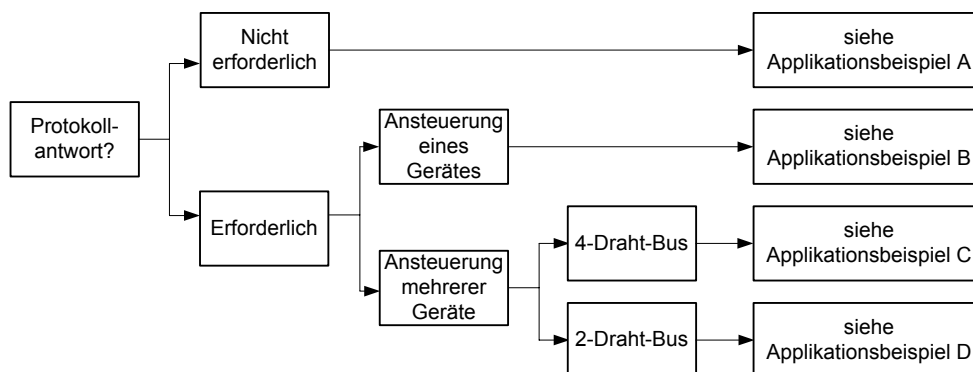 Protokoll-
antwort?
Nicht
erforderlich
siehe
Applikationsbeispiel A
Erforderlich
Ansteuerung
eines
Gerätes
siehe
Applikationsbeispiel B
Ansteuerung
mehrerer
Geräte
4-Draht-Bus
siehe
Applikationsbeispiel C
2-Draht-Bus
siehe
Applikationsbeispiel D